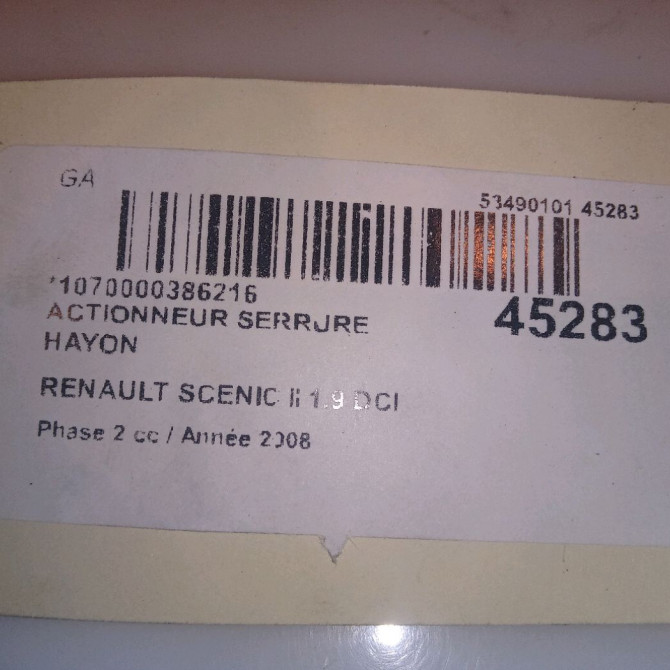 GA
53490101 45283
*1070000386216
45283
ACTIONNEUR SERRURE
HAYON
RENAULT SCENIC Ii 1.9 DCI
Phase 2 cc / Année 2008